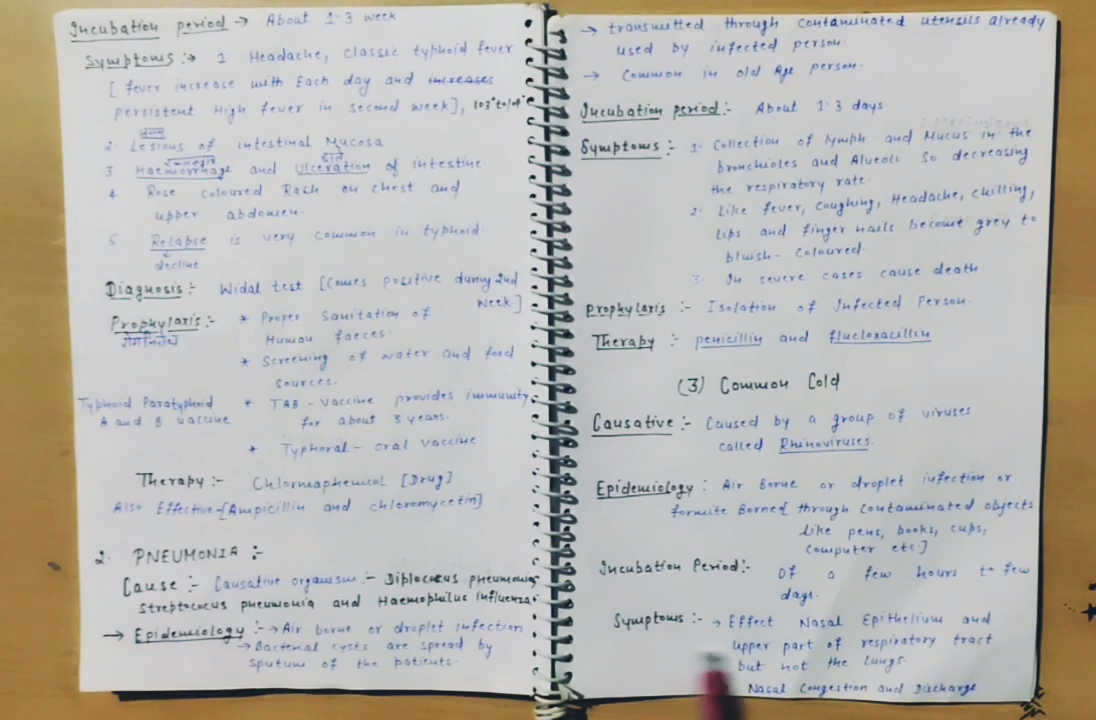 Incubation period → About 1-3 week
Symptoms :→ 1 Headache, classic typhoid fever
[ fever increase with Each day and increases
persistent High fever in second week],
2. Lesions of intestinal Mucosa
3. Haemorrhage and Ulceration of intestine
4 Rose coloured Rash on chest and
upper abdomen.
5 Relapse is very common in typhoid.
decline
Diagnosis :- Widal test [Comes positive during 2nd
Week]
Prophylaxis :- * Proper Sanitation of
Human faeces.
* Screening of water and food
sources.
Typhoid Paratyphoid * TAB - Vaccine provides immunity
A and B vaccine for about 3 years.
* Typhoral - oral vaccine
Therapy :- [Drug]
Also Effective-[Ampicillin and chloromycetin]
2. PNEUMONIA :-
Cause :- Causative organism :- Diplococus pneumonia,
Streptococus pneumonia and Haemophilus influenza.
→ Epidemiology :- → Air borne or droplet infection
→ Bacterial cysts are spread by
sputum of the patients.
→ transmitted through contaminated utensils already
used by infected person.
→ Common in old Age person.
Incubation period :- About 1-3 days.
Symptoms :- 1. Collection of lymph and Mucus in the
bronchioles and Alveoli so decreasing
the respiratory rate.
2. Like fever, coughing, Headache, chilling,
lips and finger nails become grey to
bluish- coloured.
3. In severe cases cause death.
Prophylaxis :- Isolation of Infected Person.
Therapy :- penicillin and flucloxacillin
(3) Common Cold
Causative :- Caused by a group of viruses
called Rhinoviruses.
Epidemiology : Air Borne or droplet infection or
formite Borne[ through contaminated objects
like pens, books, cups,
computer etc]
Incubation Period :- Of a few hours to few
days.
Symptoms :- → Effect Nasal Epithelium and
upper part of respiratory tract
but not the lungs.
Nasal Congestion and Discharge